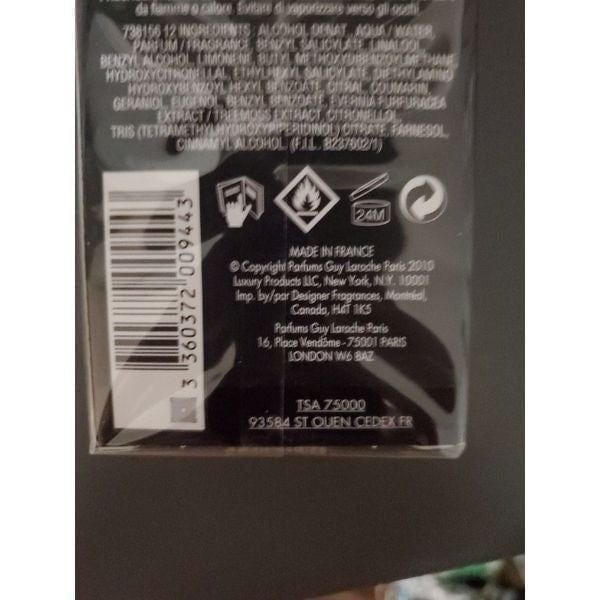 da fiamme o calore. Evitare di vaporizzare verso gli occhi.
738156 12 INGREDIENTS : ALCOHOL DENAT., AQUA / WATER,
PARFUM / FRAGRANCE, BENZYL SALICYLATE, LINALOOL,
BENZYL ALCOHOL, LIMONENE, BUTYL METHOXYDIBENZOYLMETHANE,
HYDROXYCITRONELLAL, ETHYLHEXYL SALICYLATE, DIETHYLAMINO
HYDROXYBENZOYL HEXYL BENZOATE, CITRAL, COUMARIN,
GERANIOL, EUGENOL, BENZYL BENZOATE, EVERNIA FURFURACEA
EXTRACT / TREEMOSS EXTRACT, CITRONELLOL,
TRIS (TETRAMETHYLHYDROXYPIPERIDINOL) CITRATE, FARNESOL,
CINNAMYL ALCOHOL. (F.I.L. B237602/1)
3 360372 009443
24M
MADE IN FRANCE
© Copyright Parfums Guy Laroche Paris 2010
Luxury Products LLC, New York, N.Y. 10001
Imp. by/par Designer Fragrances, Montréal,
Canada, H4T 1K5
Parfums Guy Laroche Paris
16, Place Vendôme - 75001 PARIS
LONDON W6 8AZ
TSA 75000
93584 ST OUEN CEDEX FR